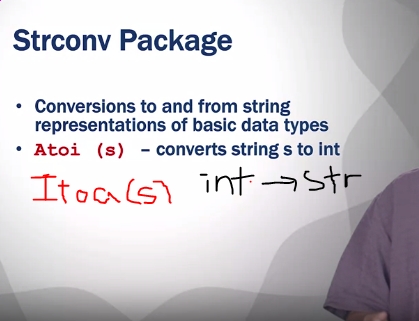 Strconv Package
• Conversions to and from string
representations of basic data types
• Atoi (s) – converts string s to int
Itoa(s) int → str